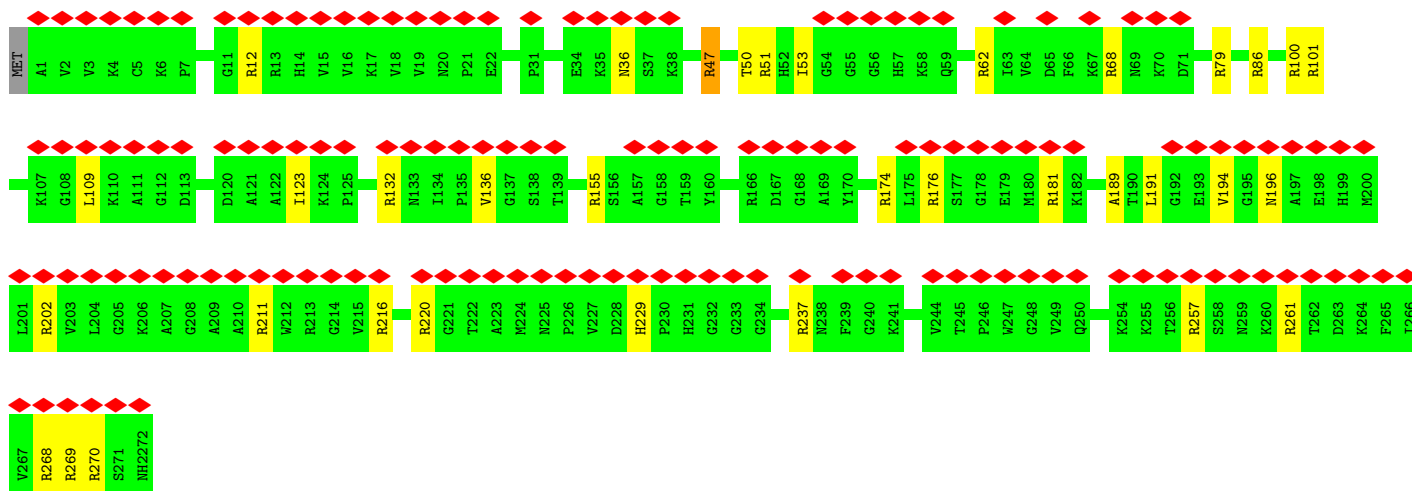 MET A1 V2 V3 K4 C5 K6 P7 G11 R12 R13 H14 V15 V16 K17 V18 V19 N20 P21 E22 P31 E34 K35 N36 S37 K38 R47 T50 R51 H52 I53 G54 G55 G56 H57 K58 Q59 R62 I63 V64 D65 F66 K67 R68 N69 K70 D71 R79 R86 R100 R101
K107 G108 L109 K110 A111 G112 D113 D120 A121 A122 I123 K124 P125 R132 N133 I134 P135 V136 G137 S138 T139 R155 S156 A157 G158 T159 Y160 R166 D167 G168 A169 Y170 R174 L175 R176 S177 G178 E179 M180 R181 K182 A189 T190 L191 G192 E193 V194 G195 N196 A197 E198 H199 M200
L201 R202 V203 L204 G205 K206 A207 G208 A209 A210 R211 W212 R213 G214 V215 R216 R220 G221 T222 A223 M224 N225 P226 V227 D228 H229 P230 H231 G232 G233 G234 R237 N238 F239 G240 K241 V244 T245 P246 W247 G248 V249 Q250 K254 K255 T256 R257 S258 N259 K260 R261 T262 D263 K264 F265 I266
V267 R268 R269 R270 S271 NH2272